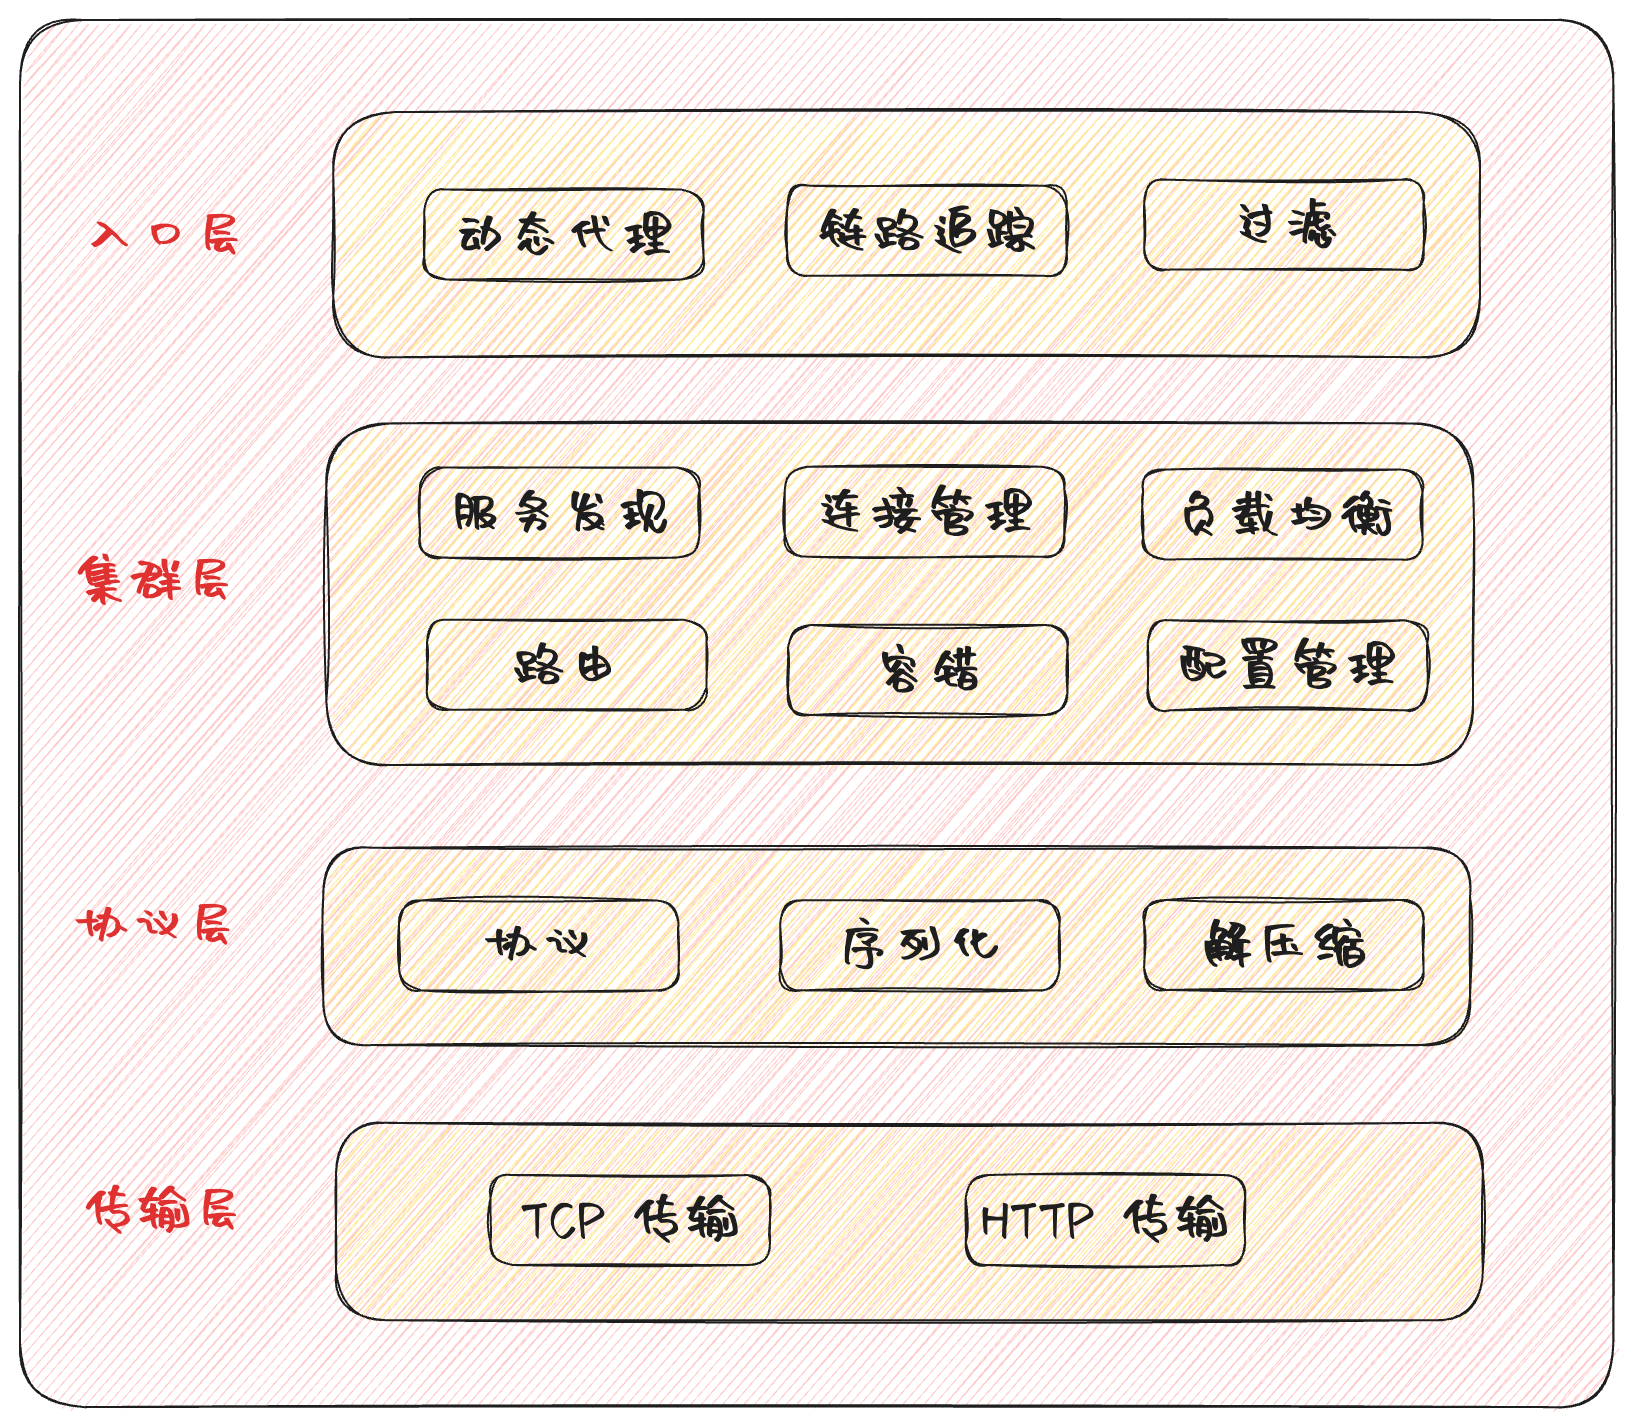 入口层
动态代理
链路追踪
过滤
集群层
服务发现
连接管理
负载均衡
路由
容错
配置管理
协议层
协议
序列化
解压缩
传输层
TCP 传输
HTTP 传输